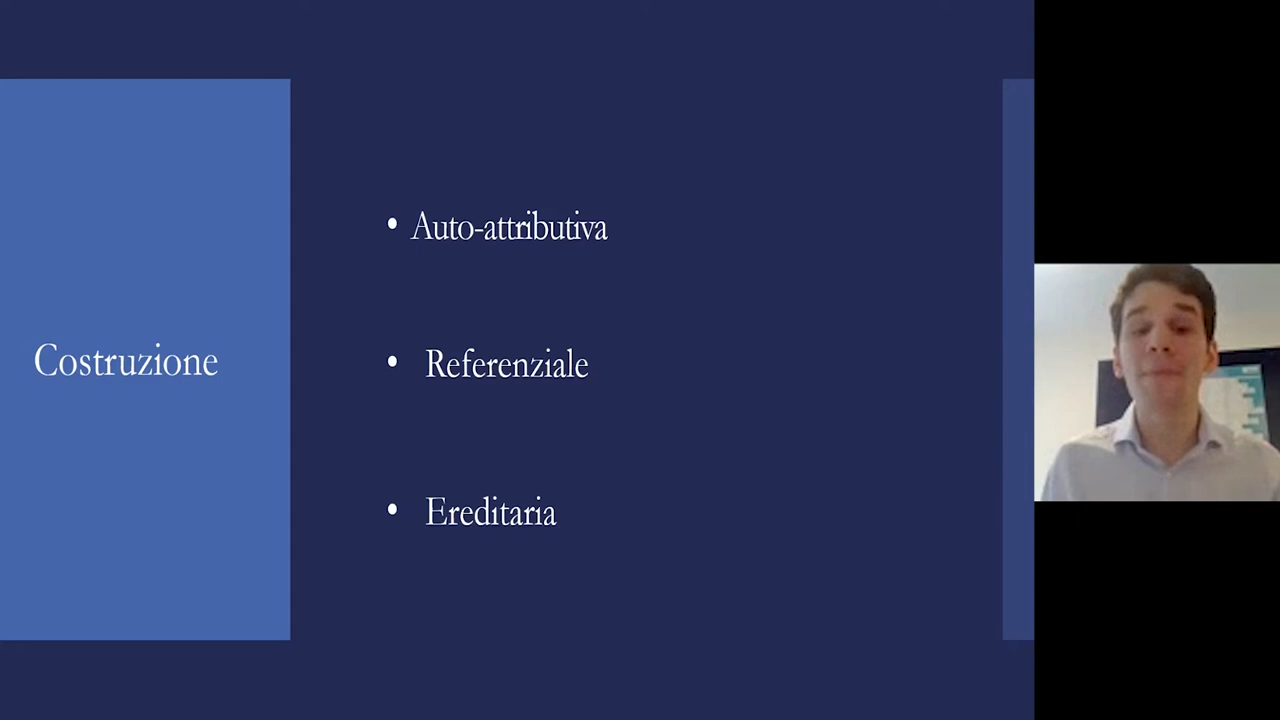 Costruzione
• Auto-attributiva
• Referenziale
• Ereditaria